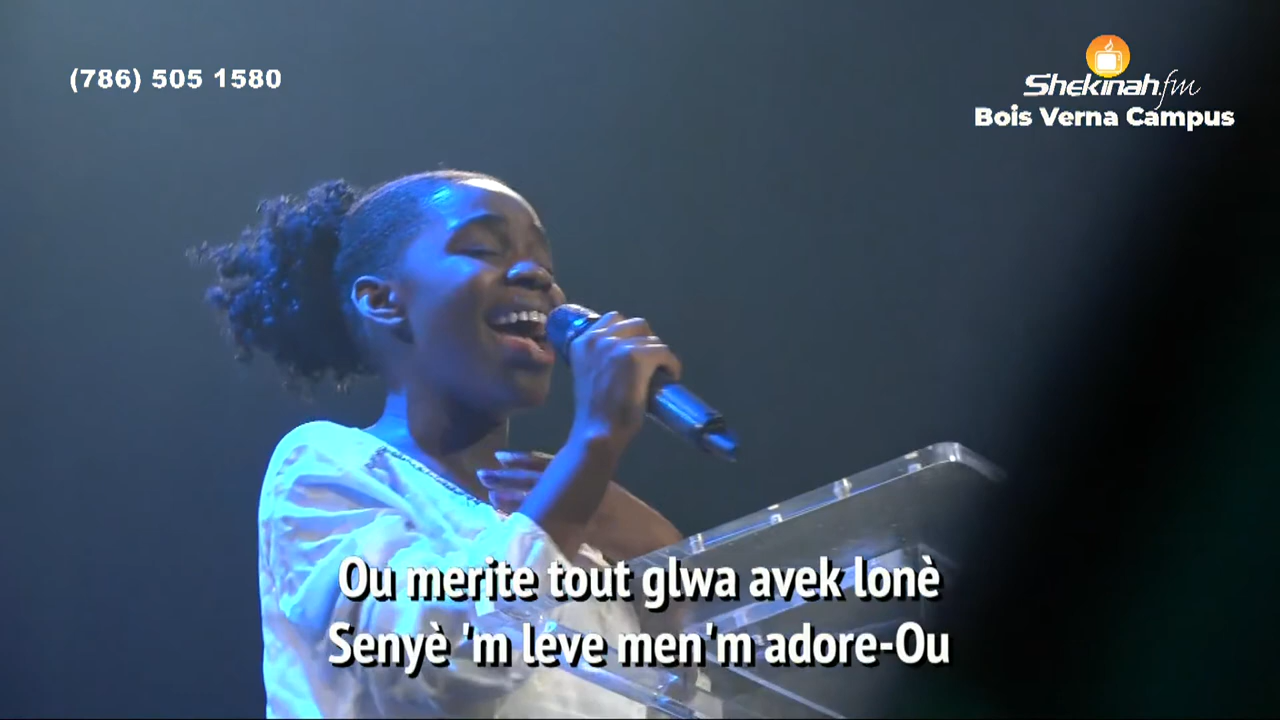 (786) 505 1580
Shekinah.fm
Bois Verna Campus
Ou merite tout glwa avek lonè
Senyè 'm leve men'm adore-Ou